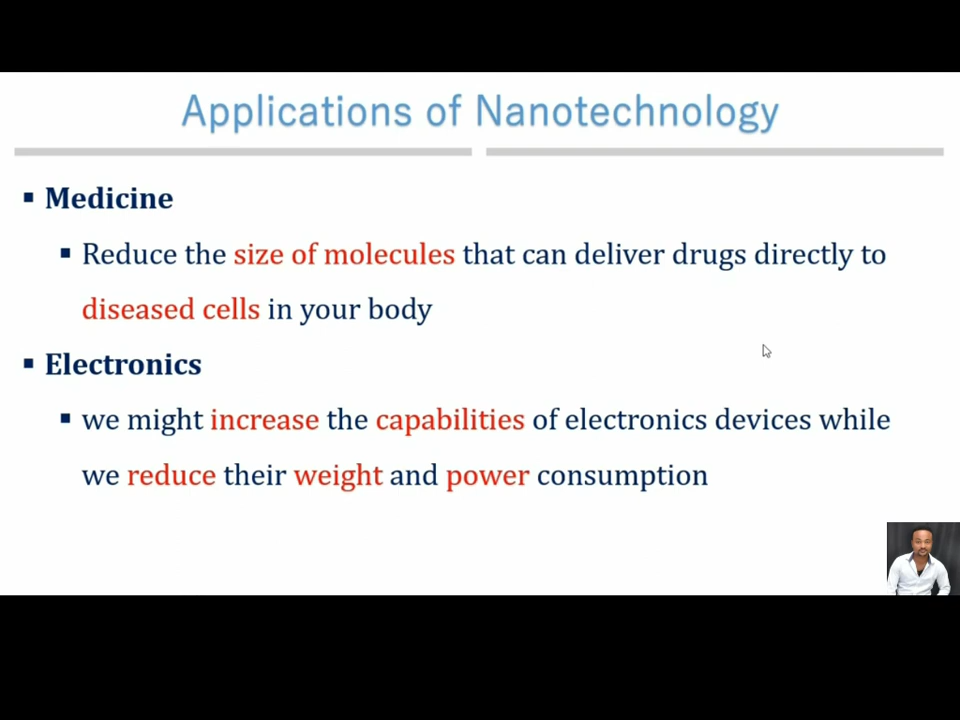 Applications of Nanotechnology
▪ Medicine
▪ Reduce the size of molecules that can deliver drugs directly to
diseased cells in your body
▪ Electronics
▪ we might increase the capabilities of electronics devices while
we reduce their weight and power consumption